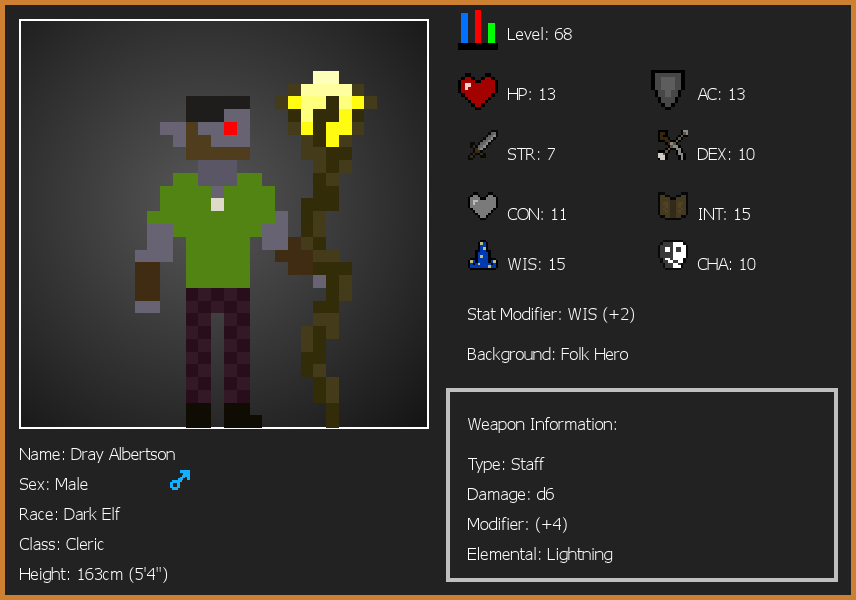 Level: 68
HP: 13
AC: 13
STR: 7
DEX: 10
CON: 11
INT: 15
WIS: 15
CHA: 10
Stat Modifier: WIS (+2)
Background: Folk Hero
Weapon Information:
Type: Staff
Damage: d6
Modifier: (+4)
Elemental: Lightning
Name: Dray Albertson
Sex: Male
Race: Dark Elf
Class: Cleric
Height: 163cm (5'4")